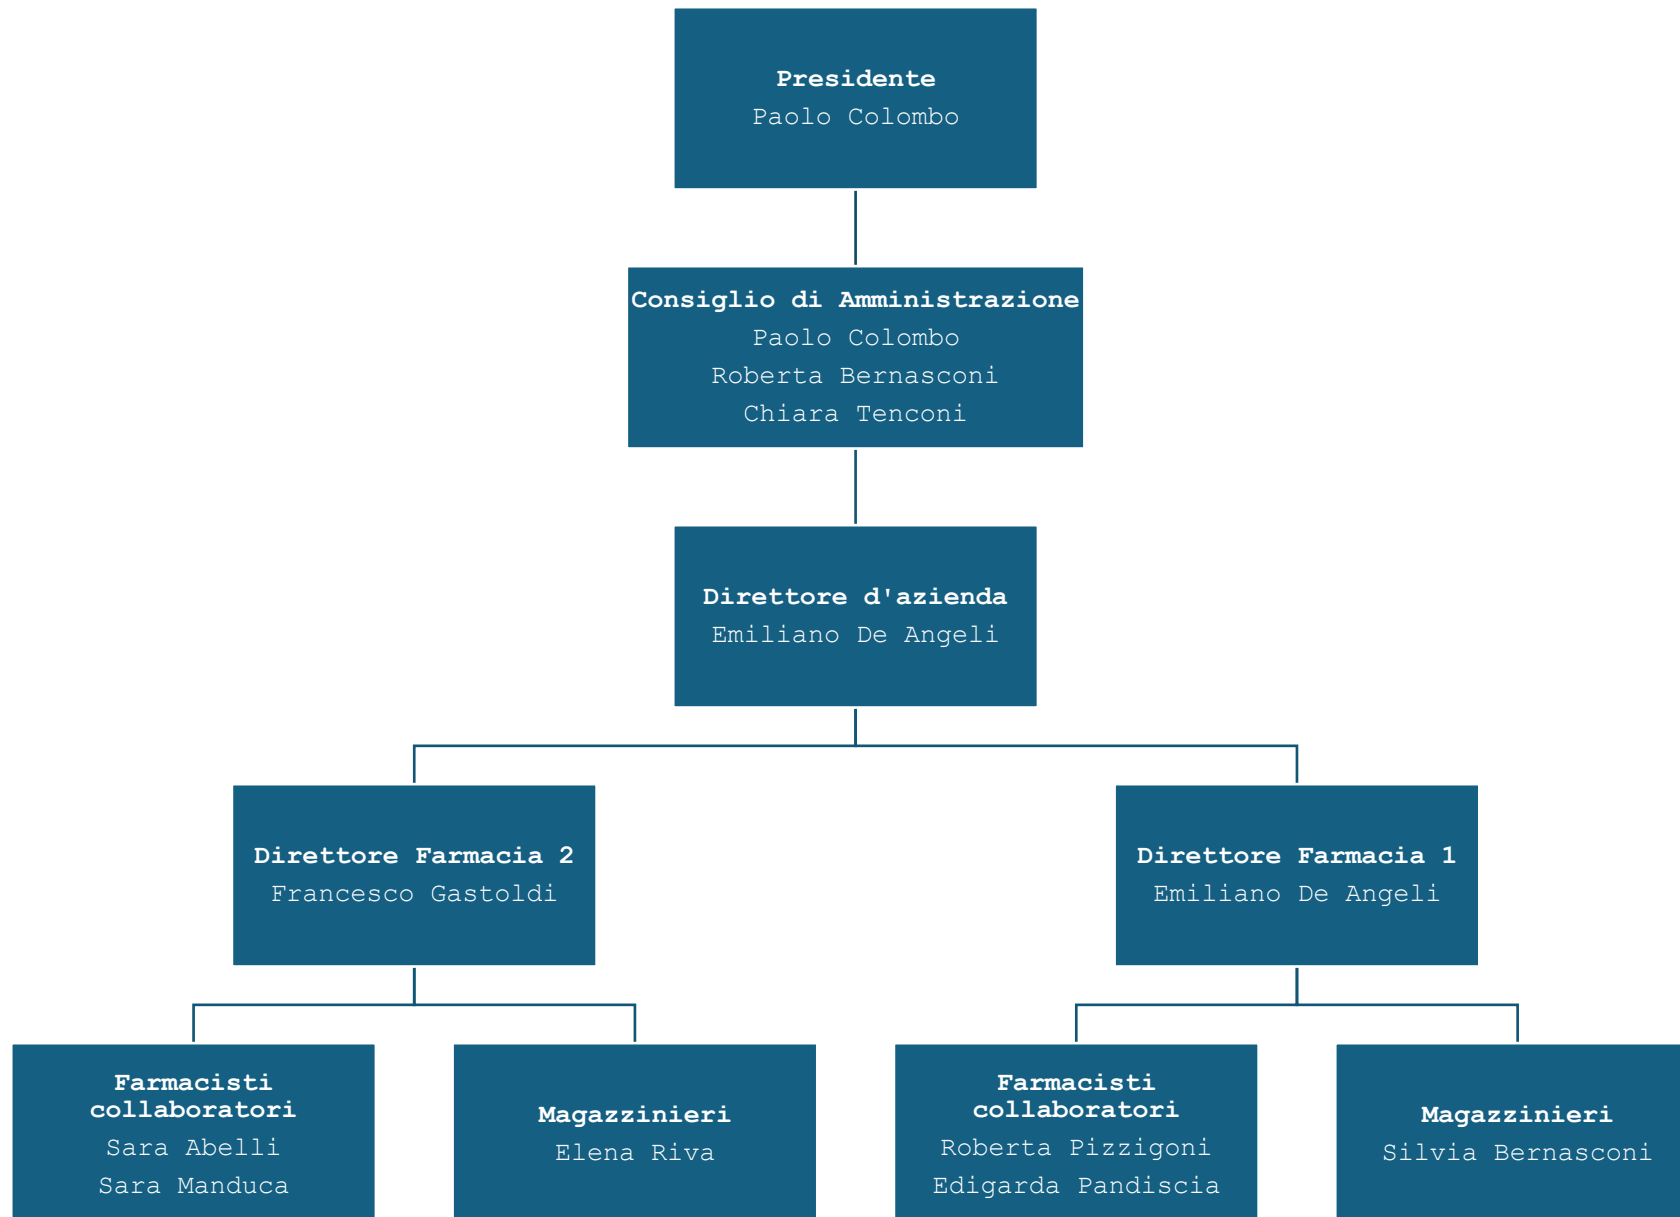 Presidente
Paolo Colombo
Consiglio di Amministrazione
Paolo Colombo
Roberta Bernasconi
Chiara Tenconi
Direttore d'azienda
Emiliano De Angeli
Direttore Farmacia 2
Francesco Gastoldi
Direttore Farmacia 1
Emiliano De Angeli
Farmacisti
collaboratori
Sara Abelli
Sara Manduca
Magazzinieri
Elena Riva
Farmacisti
collaboratori
Roberta Pizzigoni
Edigarda Pandiscia
Magazzinieri
Silvia Bernasconi